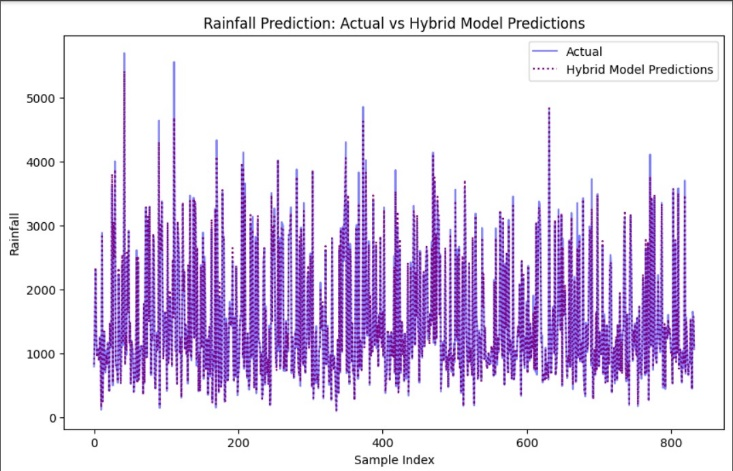 Rainfall Prediction: Actual vs Hybrid Model Predictions
Actual
Hybrid Model Predictions
5000
4000
3000
2000
1000
0
Rainfall
0 200 400 600 800
Sample Index